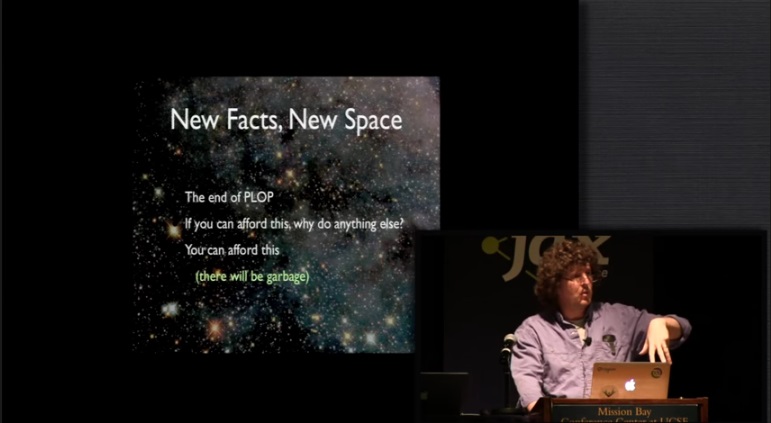 New Facts, New Space
The end of PLOP
If you can afford this, why do anything else?
You can afford this
(there will be garbage)
jax
Mission Bay
Conference Center at UCSF